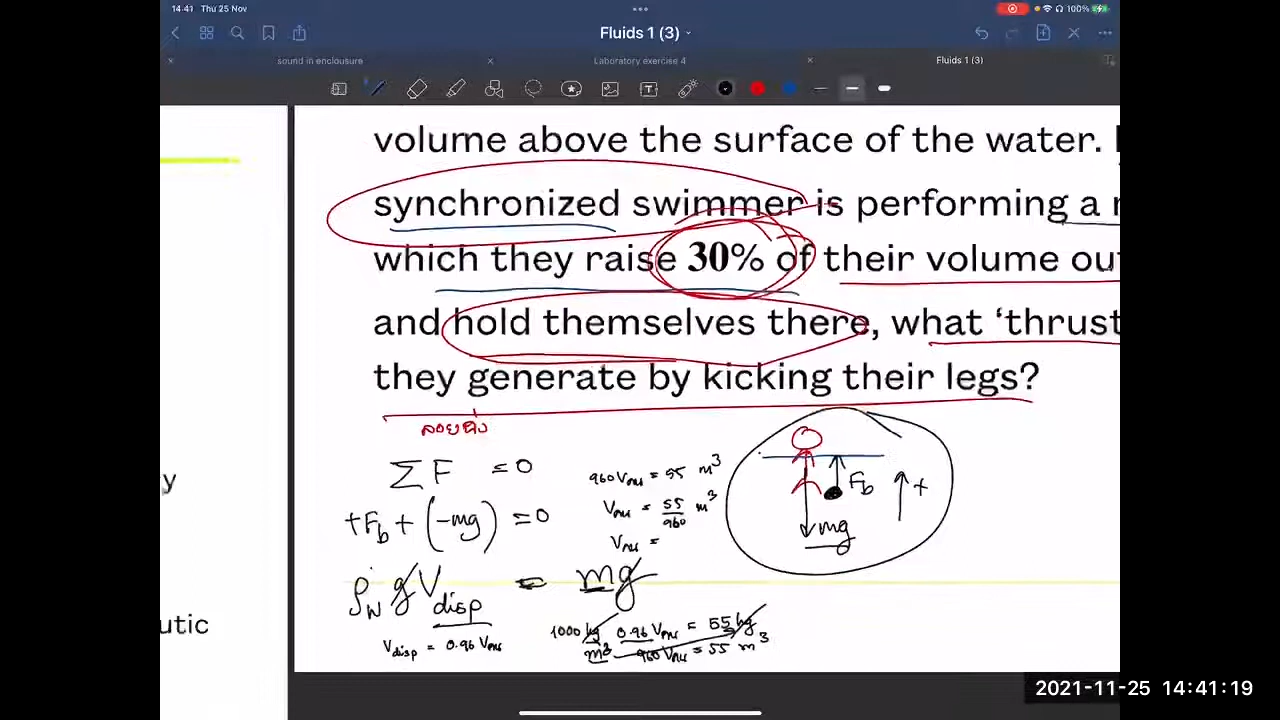 14.41 Thu 25 Nov
100%
Fluids 1 (3)
sound in enclousure
Laboratory exercise 4
Fluids 1 (3)
volume above the surface of the water.
synchronized swimmer is performing a
which they raise 30% of their volume ou
and hold themselves there, what ‘thrust
they generate by kicking their legs?
ลอยนิ่ง
ΣF = 0
+Fb + (-mg) = 0
ρw g Vdisp = mg
Vdisp = 0.96 Vคน
960 Vคน = 55 m³
Vคน = 55/960 m³
Vคน =
1000 kg/m³ 0.96 Vคน = 55 kg
960 Vคน = 55 m³
Fb
+
mg
y
utic
2021-11-25 14:41:19